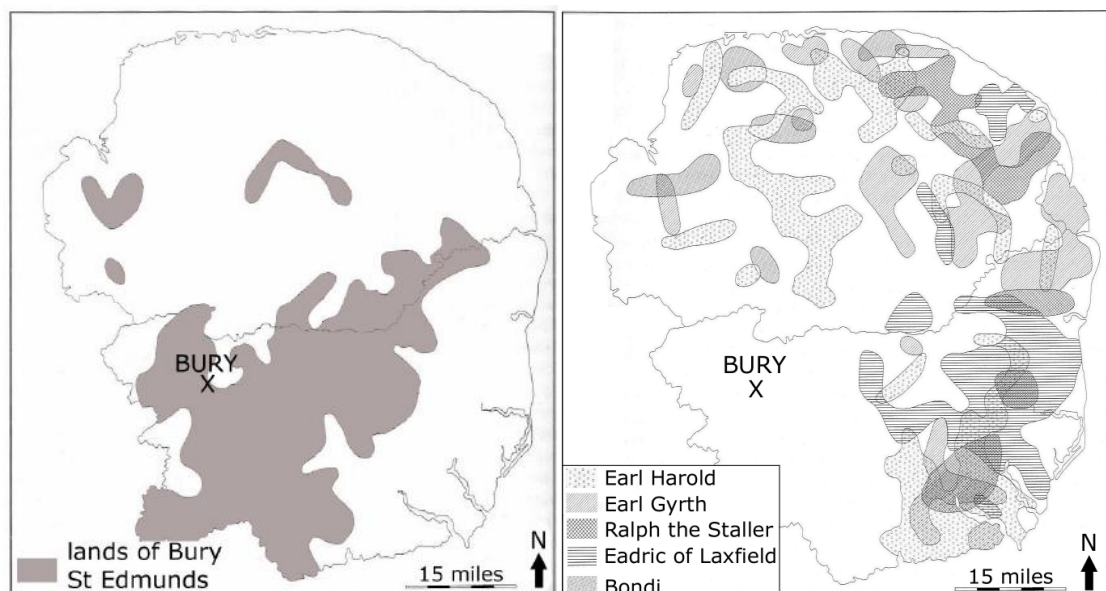 BURY
X
lands of Bury
St Edmunds
15 miles
N
BURY
X
Earl Harold
Earl Gyrth
Ralph the Staller
Eadric of Laxfield
Bondi
15 miles
N